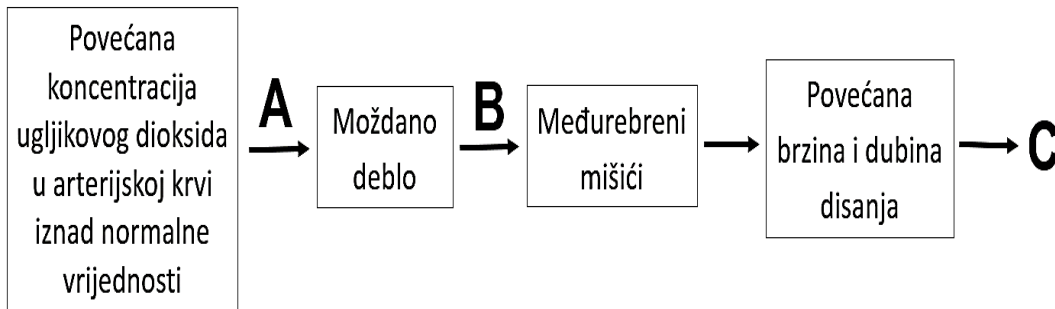 Povećana
koncentracija
ugljikovog dioksida
u arterijskoj krvi
iznad normalne
vrijednosti
A
Moždano
deblo
B
Međurebreni
mišići
Povećana
brzina i dubina
disanja
C